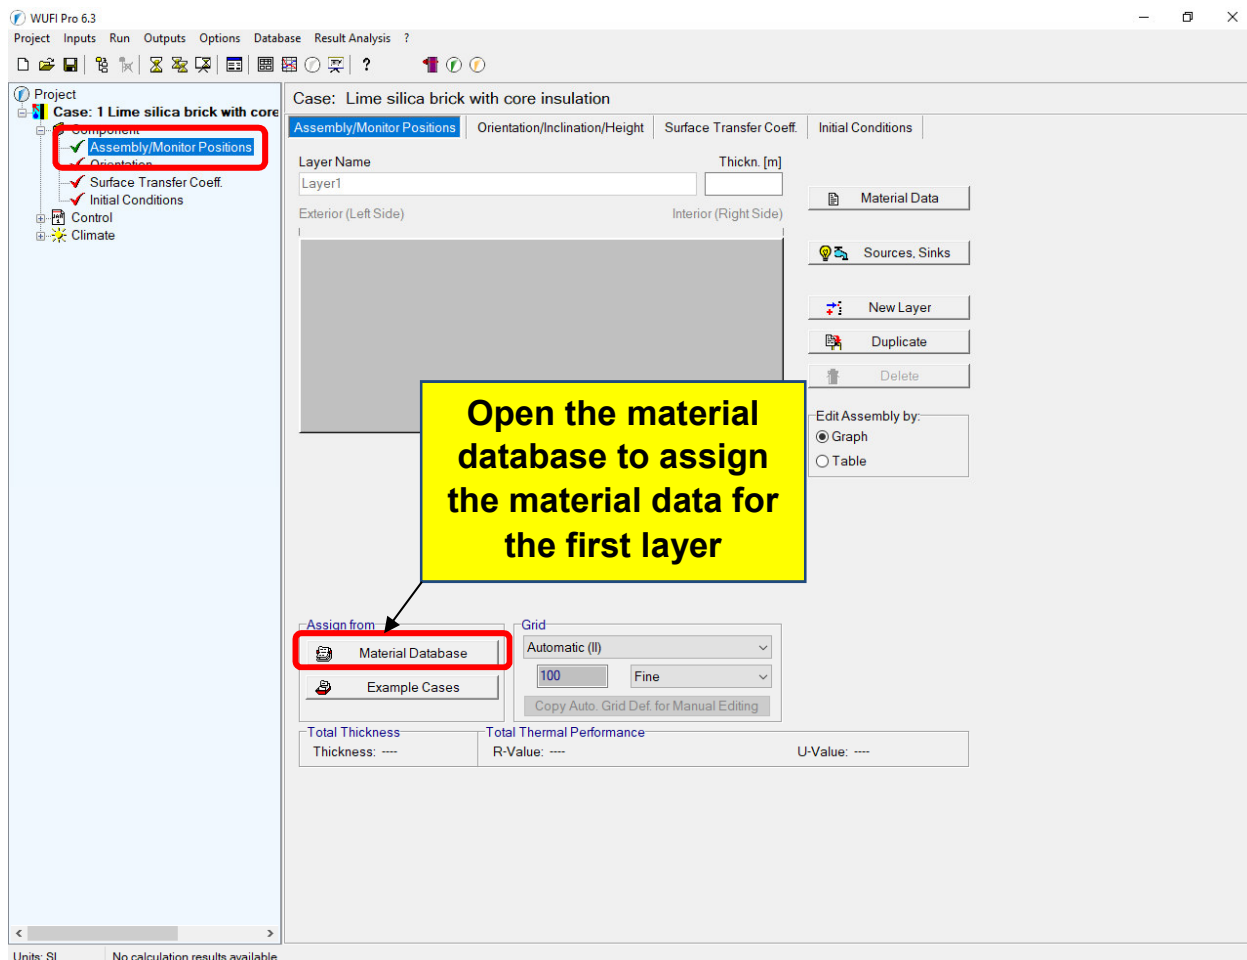 WUFI Pro 6.3
Project Inputs Run Outputs Options Database Result Analysis ?
?
Project
Case: 1 Lime silica brick with core
Component
Assembly/Monitor Positions
Orientation
Surface Transfer Coeff.
Initial Conditions
Control
Climate
Case: Lime silica brick with core insulation
Assembly/Monitor Positions Orientation/Inclination/Height Surface Transfer Coeff. Initial Conditions
Layer Name Thickn. [m]
Layer1
Material Data
Exterior (Left Side) Interior (Right Side)
Sources, Sinks
New Layer
Duplicate
Delete
Edit Assembly by:
Graph
Table
Open the material
database to assign
the material data for
the first layer
Assign from
Material Database
Example Cases
Grid
Automatic (II)
100 Fine
Copy Auto. Grid Def. for Manual Editing
Total Thickness
Thickness: ----
Total Thermal Performance
R-Value: ---- U-Value: ----
Units: SI No calculation results available